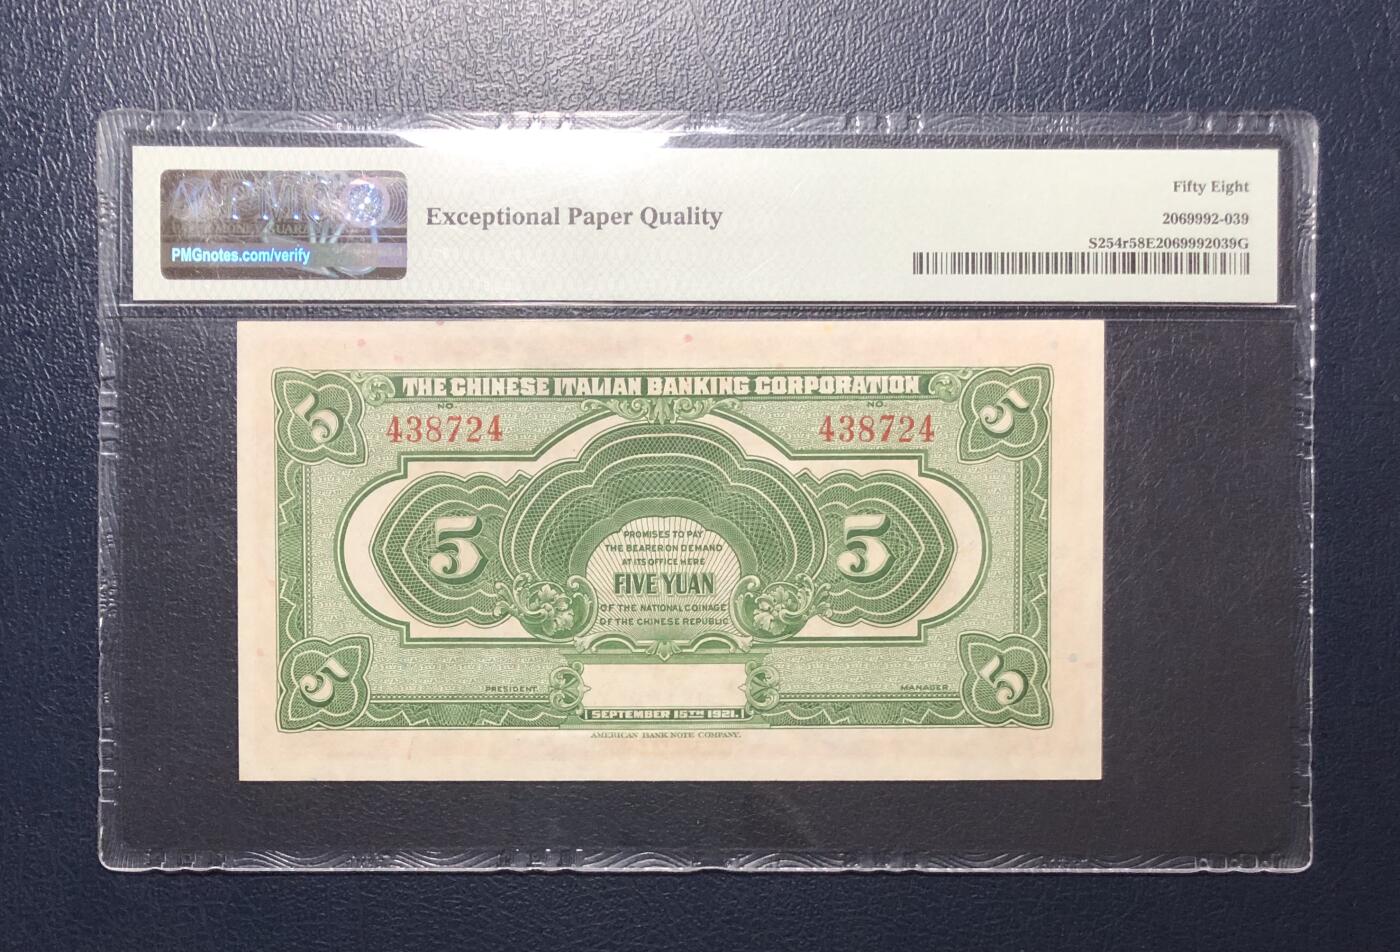 PMG
PMGnotes.com/verify
Exceptional Paper Quality
Fifty Eight
2069992-039
S254r58E2069992039G
5
THE CHINESE ITALIAN BANKING CORPORATION
5
NO.
NO.
438724
438724
5
5
PROMISES TO PAY
THE BEARER ON DEMAND
AT ITS OFFICE HERE
FIVE YUAN
OF THE NATIONAL COINAGE
OF THE CHINESE REPUBLIC
5
5
PRESIDENT.
MANAGER.
SEPTEMBER 15TH 1921.
AMERICAN BANK NOTE COMPANY.